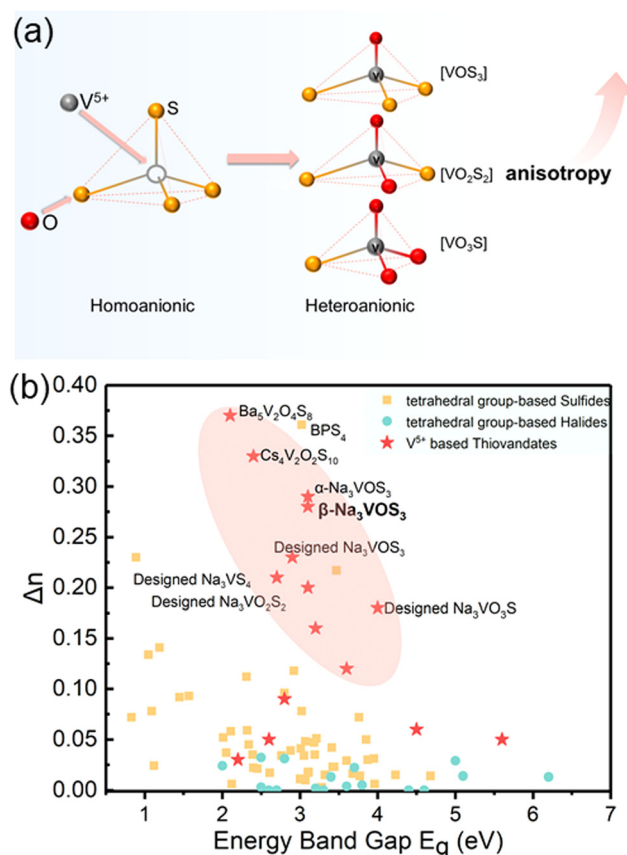 (a)
V⁵⁺
S
O
Homoanionic
V
[VOS₃]
V
[VO₂S₂]
anisotropy
V
[VO₃S]
Heteroanionic
(b)
tetrahedral group-based Sulfides
tetrahedral group-based Halides
V⁵⁺ based Thiovandates
Ba₅V₂O₄S₈
BPS₄
Cs₄V₂O₂S₁₀
α-Na₃VOS₃
β-Na₃VOS₃
Designed Na₃VOS₃
Designed Na₃VS₄
Designed Na₃VO₂S₂
Designed Na₃VO₃S
Δn
0.40
0.35
0.30
0.25
0.20
0.15
0.10
0.05
0.00
1 2 3 4 5 6 7
Energy Band Gap E₉ (eV)